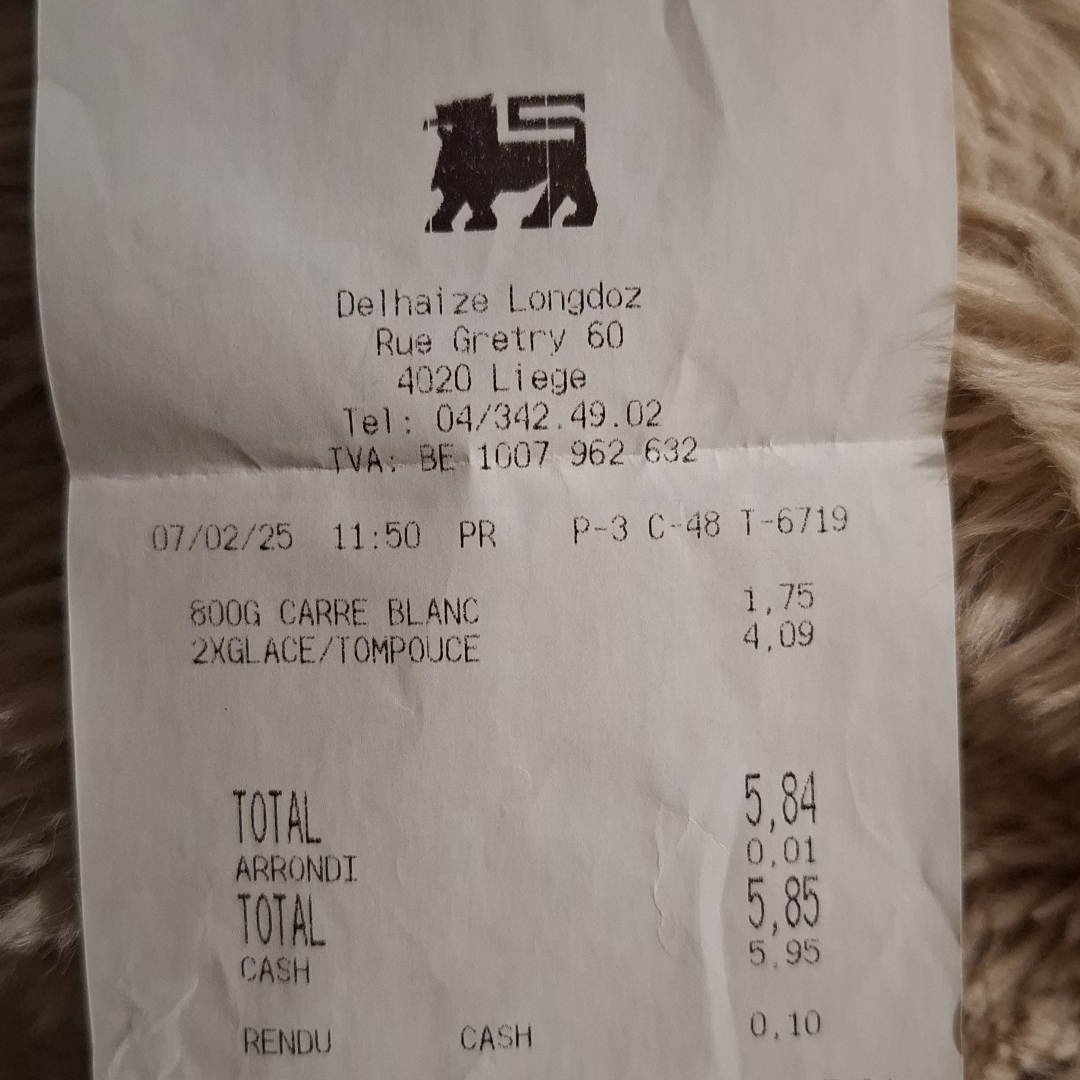 Delhaize Longdoz
Rue Gretry 60
4020 Liege
Tel: 04/342.49.02
TVA: BE 1007 962 632
07/02/25 11:50 PR P-3 C-48 T-6719
800G CARRE BLANC 1,75
2XGLACE/TOMPOUCE 4,09
TOTAL 5,84
ARRONDI 0,01
TOTAL 5,85
CASH 5,95
RENDU CASH 0,10